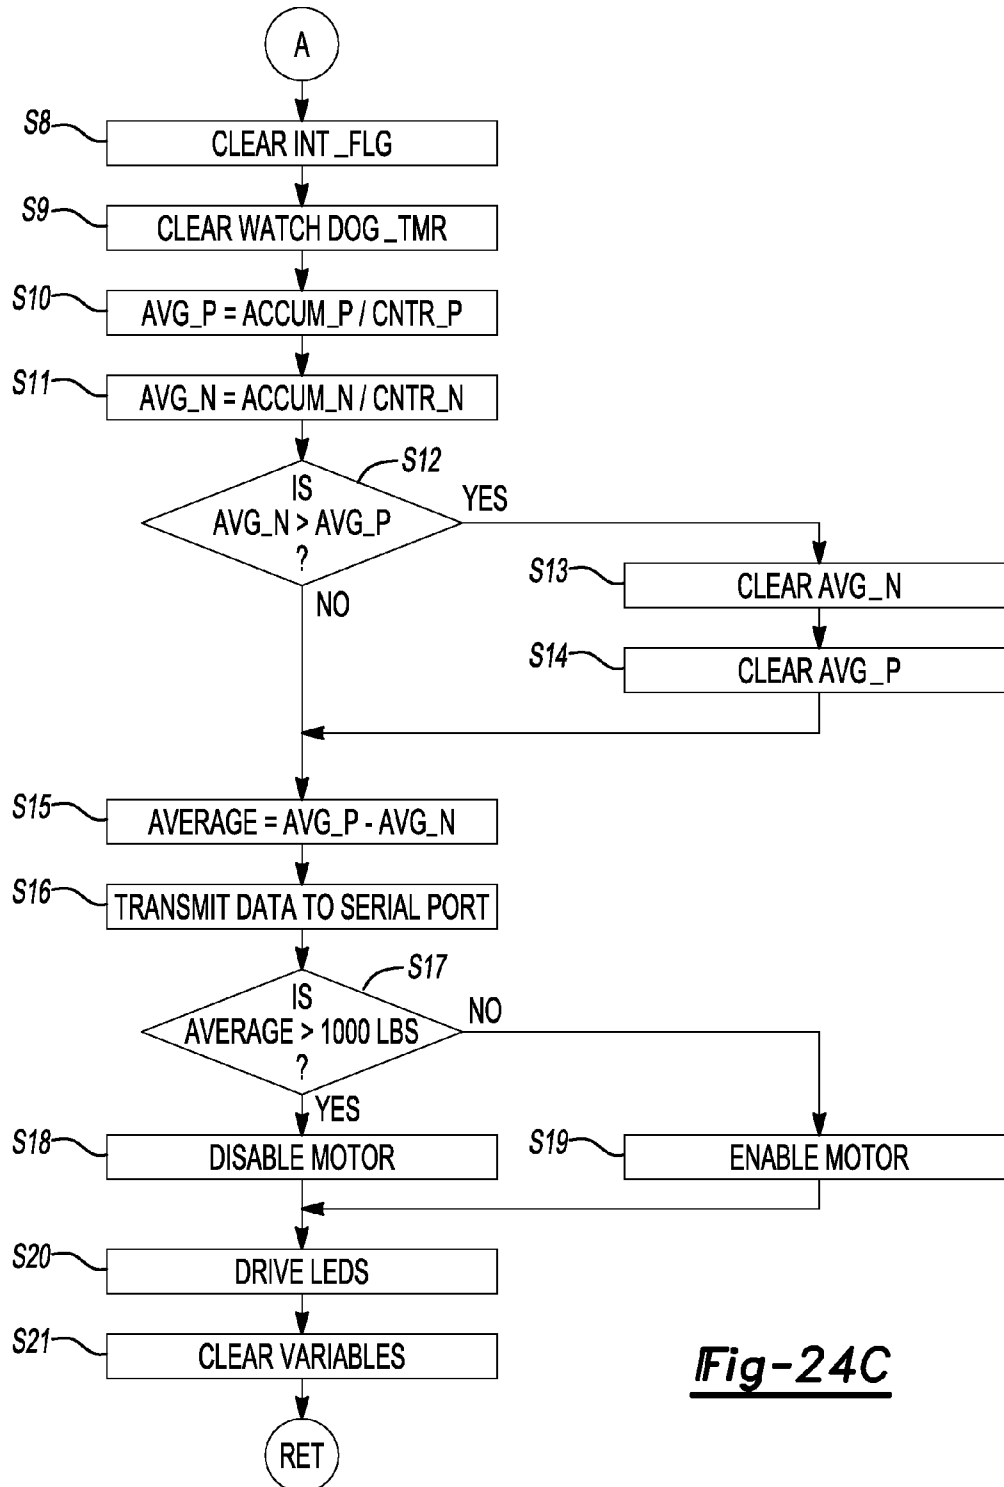 A
S8
CLEAR INT_FLG
S9
CLEAR WATCH DOG_TMR
S10
AVG_P = ACCUM_P / CNTR_P
S11
AVG_N = ACCUM_N / CNTR_N
S12
IS
AVG_N > AVG_P
?
YES
NO
S13
CLEAR AVG_N
S14
CLEAR AVG_P
S15
AVERAGE = AVG_P - AVG_N
S16
TRANSMIT DATA TO SERIAL PORT
S17
IS
AVERAGE > 1000 LBS
?
NO
YES
S18
DISABLE MOTOR
S19
ENABLE MOTOR
S20
DRIVE LEDS
S21
CLEAR VARIABLES
RET
Fig-24C